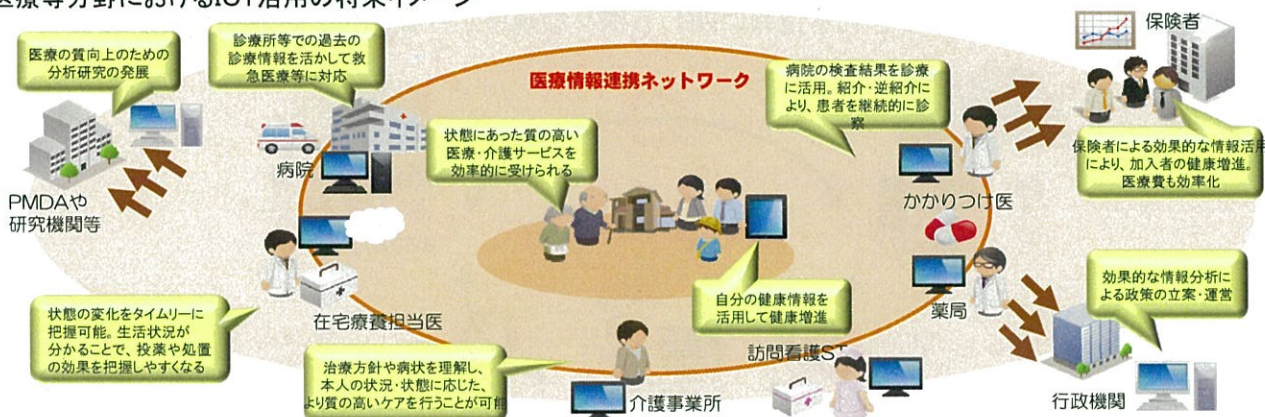 医療等分野におけるICT活用の将来イメージ
医療の質向上のための
分析研究の発展
PMDAや
研究機関等
診療所等での過去の
診療情報を活かして救
急医療等に対応
病院
医療情報連携ネットワーク
状態にあった質の高い
医療・介護サービスを
効率的に受けられる
病院の検査結果を診療
に活用。紹介・逆紹介に
より、患者を継続的に診
察
かかりつけ医
保険者
保険者による効果的な情報活用
により、加入者の健康増進。
医療費も効率化
状態の変化をタイムリーに
把握可能。生活状況が
分かることで、投薬や処置
の効果を把握しやすくなる
在宅療養担当医
治療方針や病状を理解し、
本人の状況・状態に応じた、
より質の高いケアを行うことが可能
介護事業所
自分の健康情報を
活用して健康増進
訪問看護ST
薬局
効果的な情報分析に
よる政策の立案・運営
行政機関